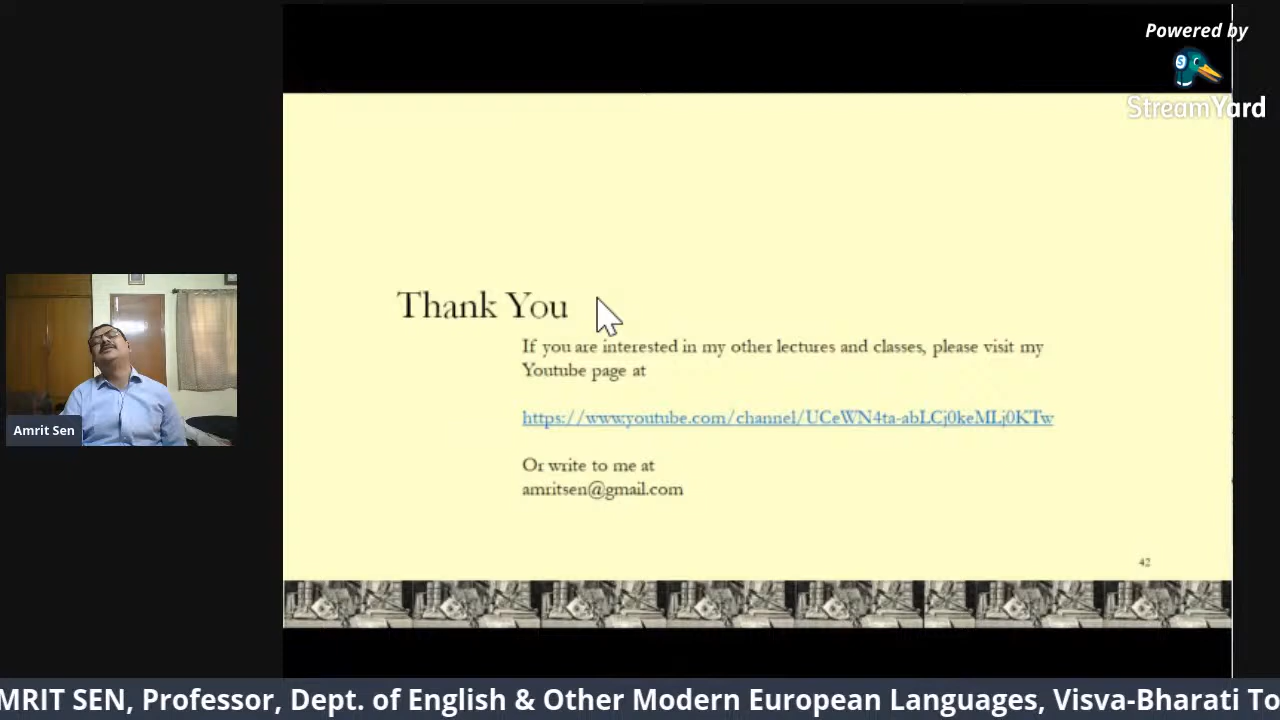 Powered by
StreamYard
Thank You
If you are interested in my other lectures and classes, please visit my
Youtube page at
https://www.youtube.com/channel/UCeWN4ta-abLCj0keMLj0KTw
Or write to me at
amritsen@gmail.com
Amrit Sen
42
MRIT SEN, Professor, Dept. of English & Other Modern European Languages, Visva-Bharati To